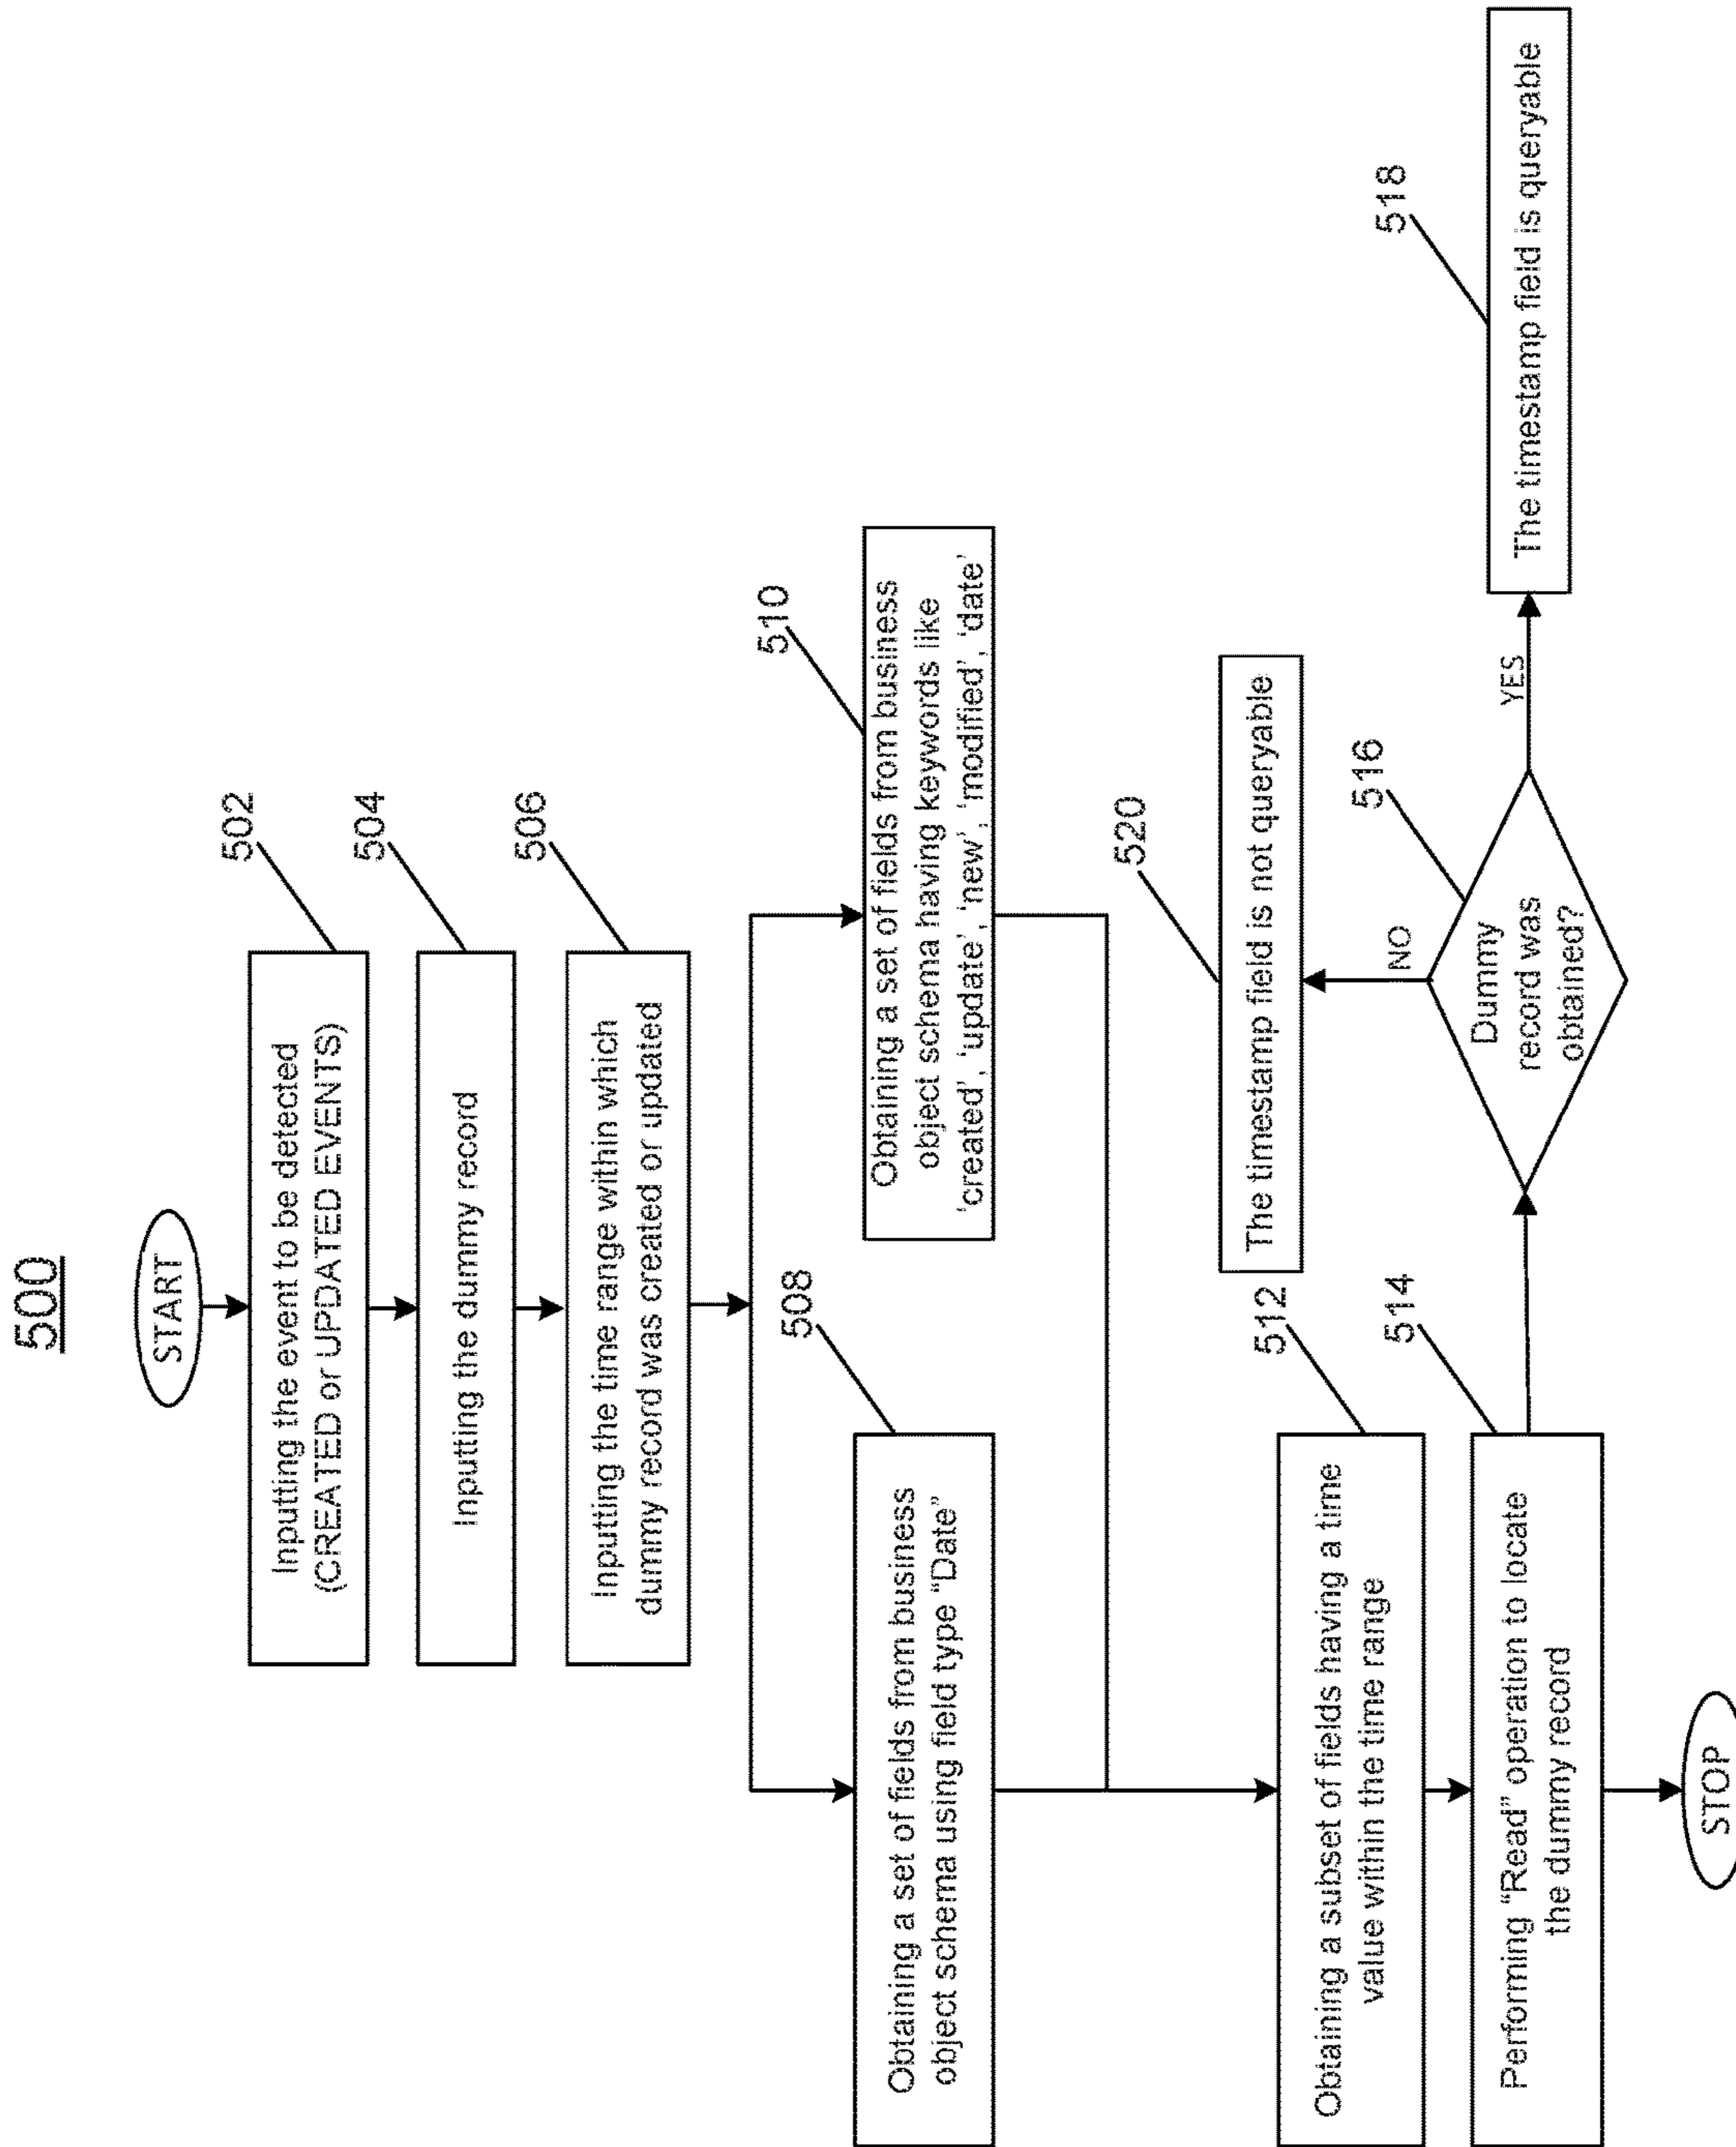 500
START
Inputting the event to be detected
(CREATED or UPDATED EVENTS)
502
Inputting the dummy record
504
Inputting the time range within which
dummy record was created or updated
506
Obtaining a set of fields from business
object schema using field type “Date”
508
Obtaining a set of fields from business
object schema having keywords like
‘created’, ‘update’, ‘new’, ‘modified’, ‘date’
510
Obtaining a subset of fields having a time
value within the time range
512
Performing “Read” operation to locate
the dummy record
514
STOP
Dummy
record was
obtained?
516
NO
The timestamp field is not queryable
520
YES
The timestamp field is queryable
518